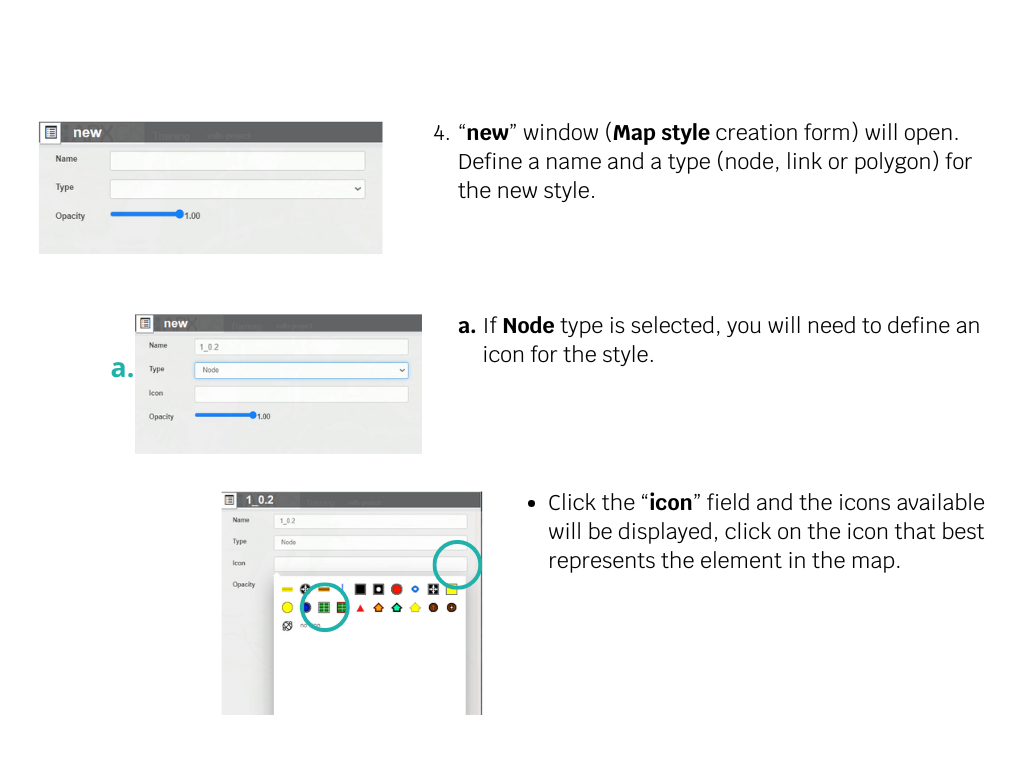 new
Name
Type
Opacity
1.00
4. “new” window (Map style creation form) will open.
Define a name and a type (node, link or polygon) for
the new style.
a.
new
Name
1_0.2
Type
Node
Icon
Opacity
1.00
a. If Node type is selected, you will need to define an
icon for the style.
1_0.2
Name
1_0.2
Type
Node
Icon
Opacity
• Click the “icon” field and the icons available
will be displayed, click on the icon that best
represents the element in the map.